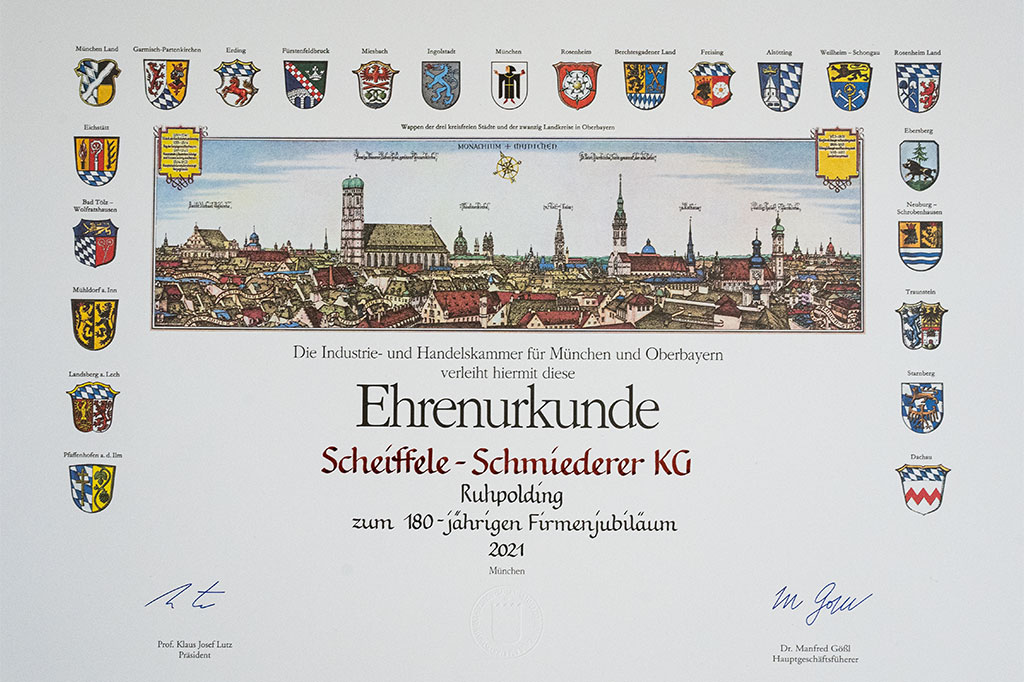 München Land Garmisch-Partenkirchen Erding Fürstenfeldbruck Miesbach Ingolstadt München Rosenheim Berchtesgadener Land Freising Altötting Weilheim – Schongau Rosenheim Land
Wappen der drei kreisfreien Städte und der zwanzig Landkreise in Oberbayern
Eichstätt
Ebersberg
MONACHIUM + MUNICHEN
Bad Tölz –
Wolfratshausen
Neuburg –
Schrobenhausen
Mühldorf a. Inn
Traunstein
Landsberg a. Lech
Starnberg
Pfaffenhofen a. d. Ilm
Dachau
Die Industrie- und Handelskammer für München und Oberbayern
verleiht hiermit diese
Ehrenurkunde
Scheiffele - Schmiederer KG
Ruhpolding
zum 180-jährigen Firmenjubiläum
2021
München
Prof. Klaus Josef Lutz
Präsident
Dr. Manfred Gößl
Hauptgeschäftsführer